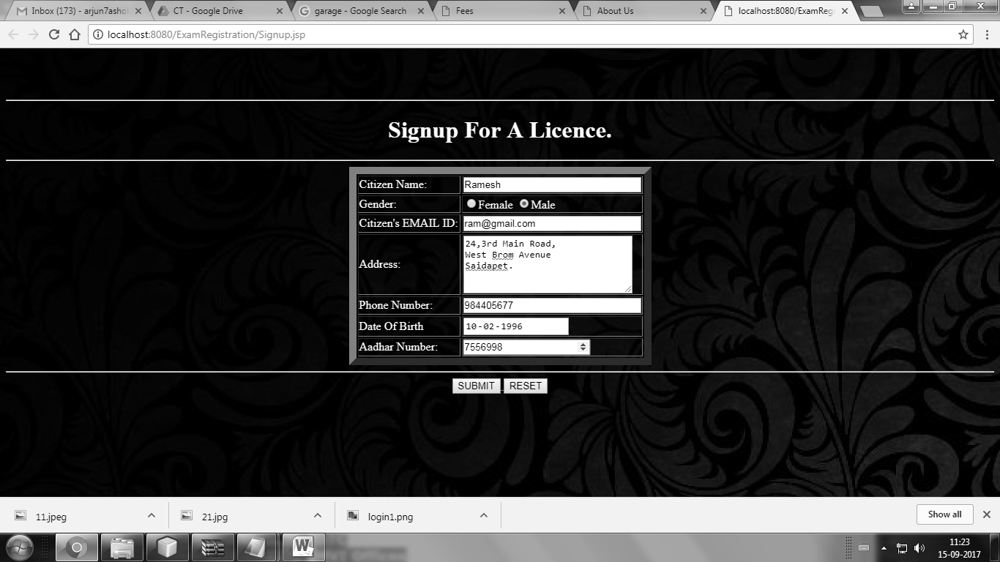 Inbox (173) - arjun7asho
CT - Google Drive
garage - Google Search
Fees
About Us
localhost:8080/ExamReg
localhost:8080/ExamRegistration/Signup.jsp
Signup For A Licence.
Citizen Name: Ramesh
Gender: Female Male
Citizen's EMAIL ID: ram@gmail.com
Address: 24,3rd Main Road,
West Brom Avenue
Saidapet.
Phone Number: 984405677
Date Of Birth 10-02-1996
Aadhar Number: 7556998
SUBMIT RESET
11.jpeg
21.jpg
login1.png
Show all
11:23
15-09-2017